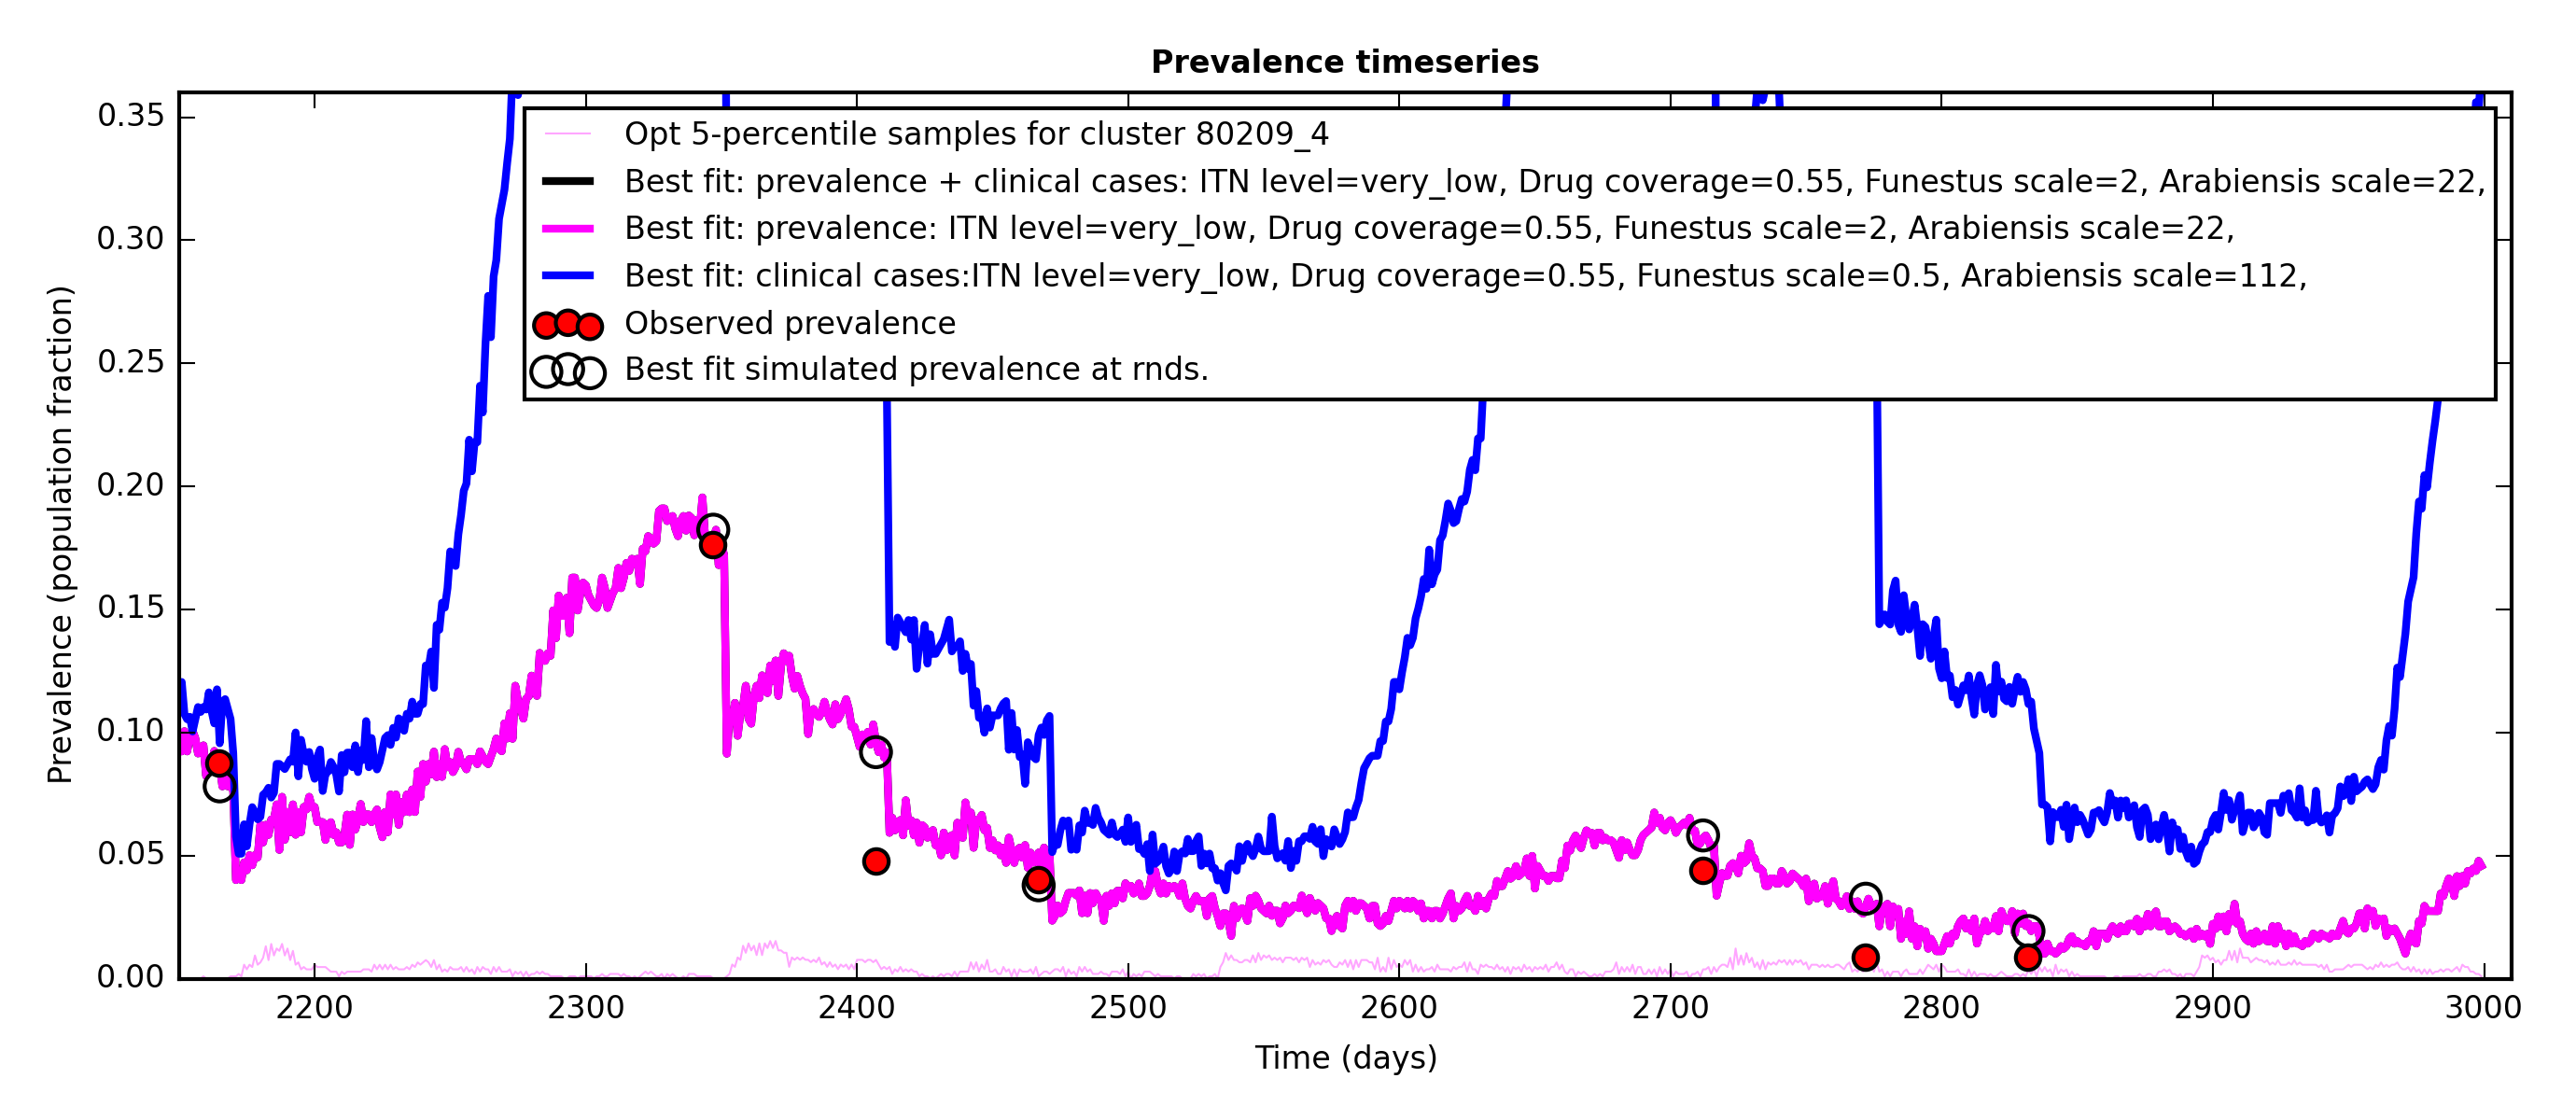 Prevalence timeseries
Prevalence (population fraction)
0.35
0.30
0.25
0.20
0.15
0.10
0.05
0.00
Opt 5-percentile samples for cluster 80209_4
Best fit: prevalence + clinical cases: ITN level=very_low, Drug coverage=0.55, Funestus scale=2, Arabiensis scale=22,
Best fit: prevalence: ITN level=very_low, Drug coverage=0.55, Funestus scale=2, Arabiensis scale=22,
Best fit: clinical cases:ITN level=very_low, Drug coverage=0.55, Funestus scale=0.5, Arabiensis scale=112,
Observed prevalence
Best fit simulated prevalence at rnds.
2200 2300 2400 2500 2600 2700 2800 2900 3000
Time (days)